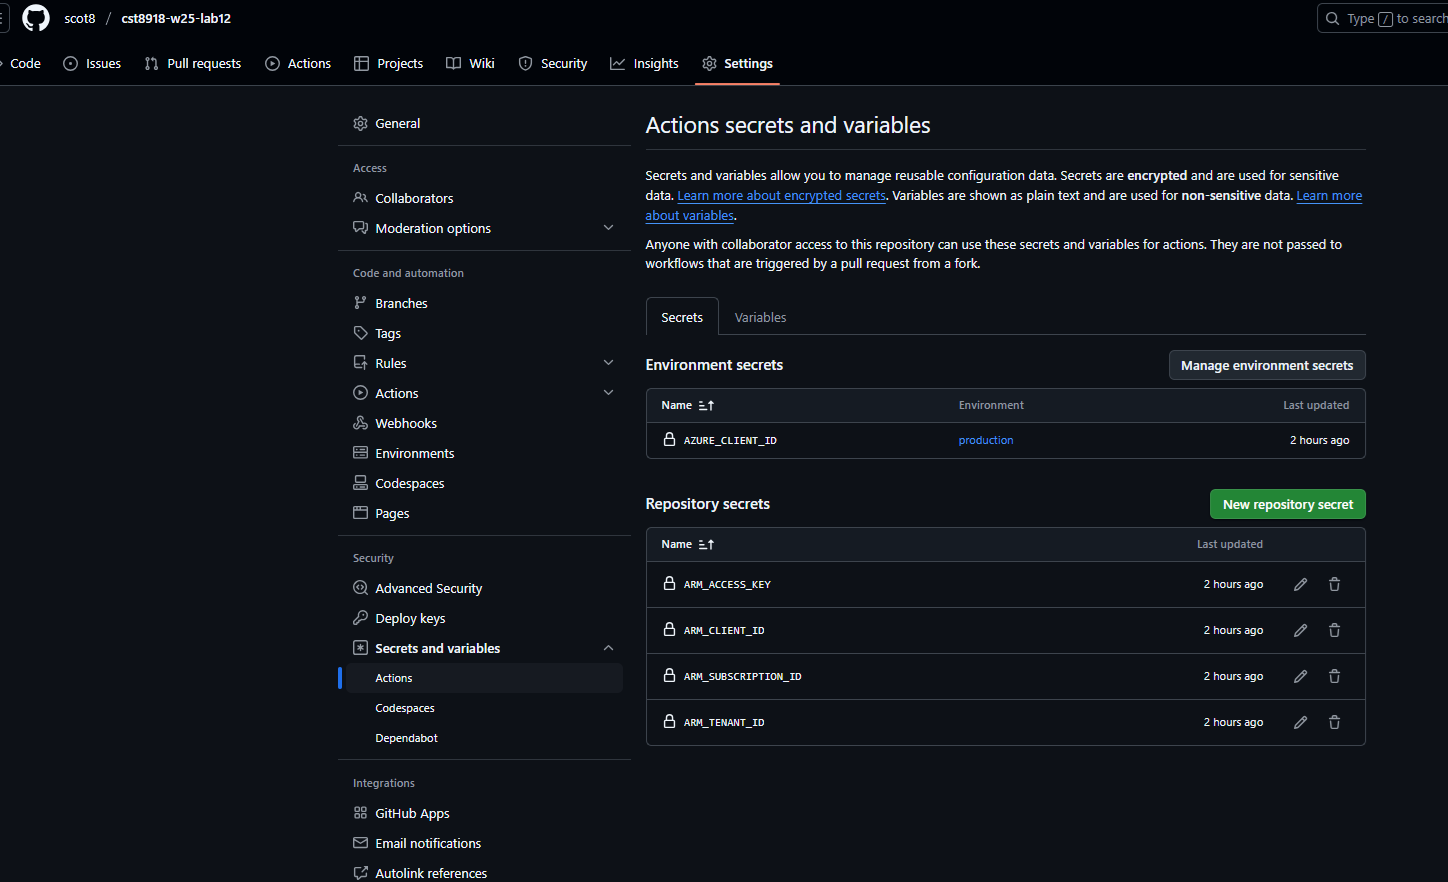 scot8 / cst8918-w25-lab12
Type / to search
Code Issues Pull requests Actions Projects Wiki Security Insights Settings
General
Access
Collaborators
Moderation options
Code and automation
Branches
Tags
Rules
Actions
Webhooks
Environments
Codespaces
Pages
Security
Advanced Security
Deploy keys
Secrets and variables
Actions
Codespaces
Dependabot
Integrations
GitHub Apps
Email notifications
Autolink references
Actions secrets and variables
Secrets and variables allow you to manage reusable configuration data. Secrets are encrypted and are used for sensitive
data. Learn more about encrypted secrets. Variables are shown as plain text and are used for non-sensitive data. Learn more
about variables.
Anyone with collaborator access to this repository can use these secrets and variables for actions. They are not passed to
workflows that are triggered by a pull request from a fork.
Secrets Variables
Environment secrets Manage environment secrets
Name Environment Last updated
AZURE_CLIENT_ID production 2 hours ago
Repository secrets New repository secret
Name Last updated
ARM_ACCESS_KEY 2 hours ago
ARM_CLIENT_ID 2 hours ago
ARM_SUBSCRIPTION_ID 2 hours ago
ARM_TENANT_ID 2 hours ago